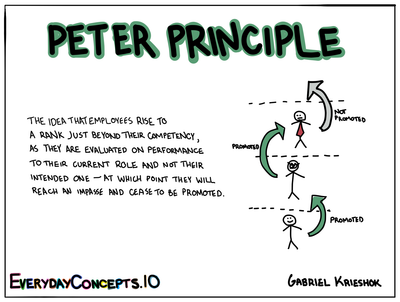 PETER PRINCIPLE
THE IDEA THAT EMPLOYEES RISE TO
A RANK JUST BEYOND THEIR COMPETENCY,
AS THEY ARE EVALUATED ON PERFORMANCE
TO THEIR CURRENT ROLE AND NOT THEIR
INTENDED ONE — AT WHICH POINT THEY WILL
REACH AN IMPASSE AND CEASE TO BE PROMOTED.
NOT
PROMOTED
PROMOTED
PROMOTED
EVERYDAYCONCEPTS.IO
GABRIEL KRIESHOK